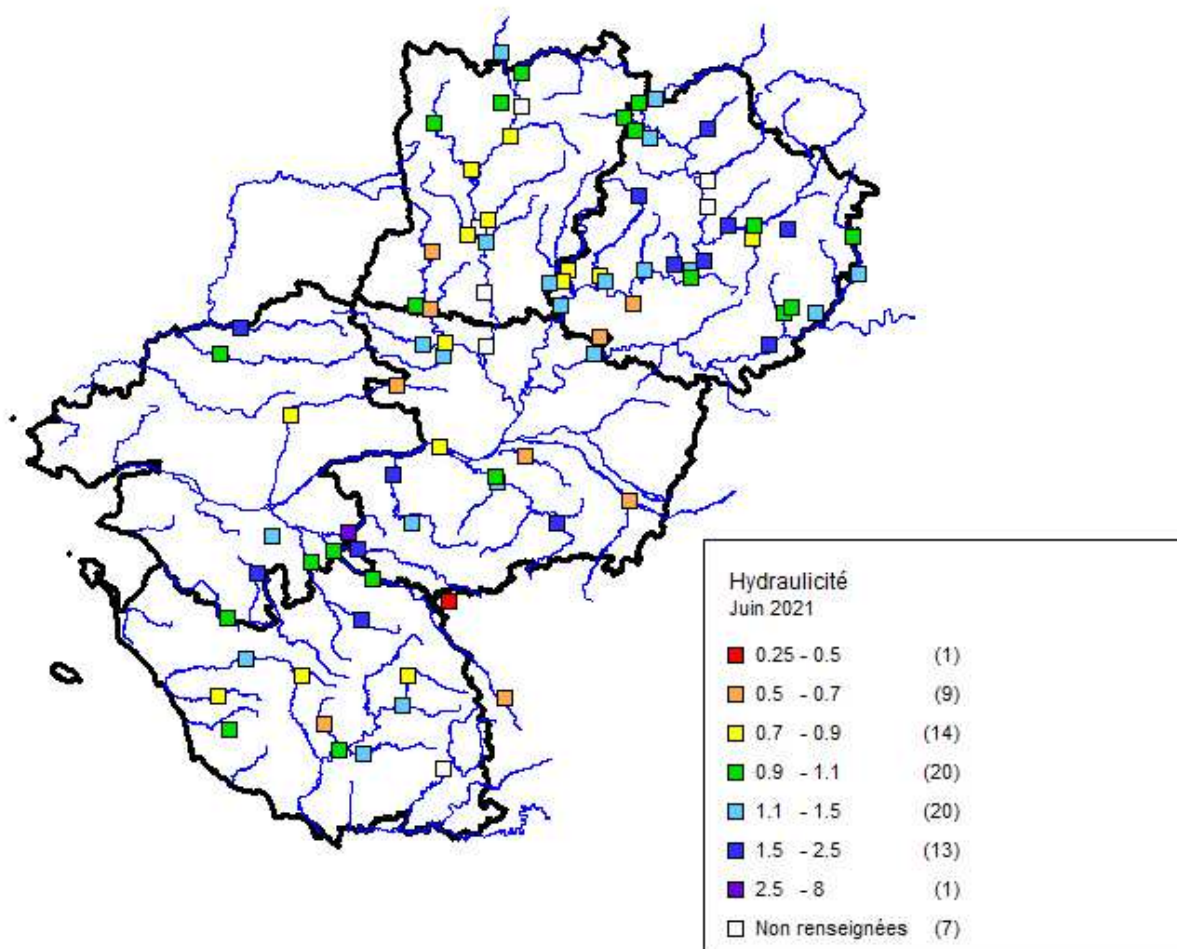 Hydraulicité
Juin 2021
0.25 - 0.5 (1)
0.5 - 0.7 (9)
0.7 - 0.9 (14)
0.9 - 1.1 (20)
1.1 - 1.5 (20)
1.5 - 2.5 (13)
2.5 - 8 (1)
Non renseignées (7)